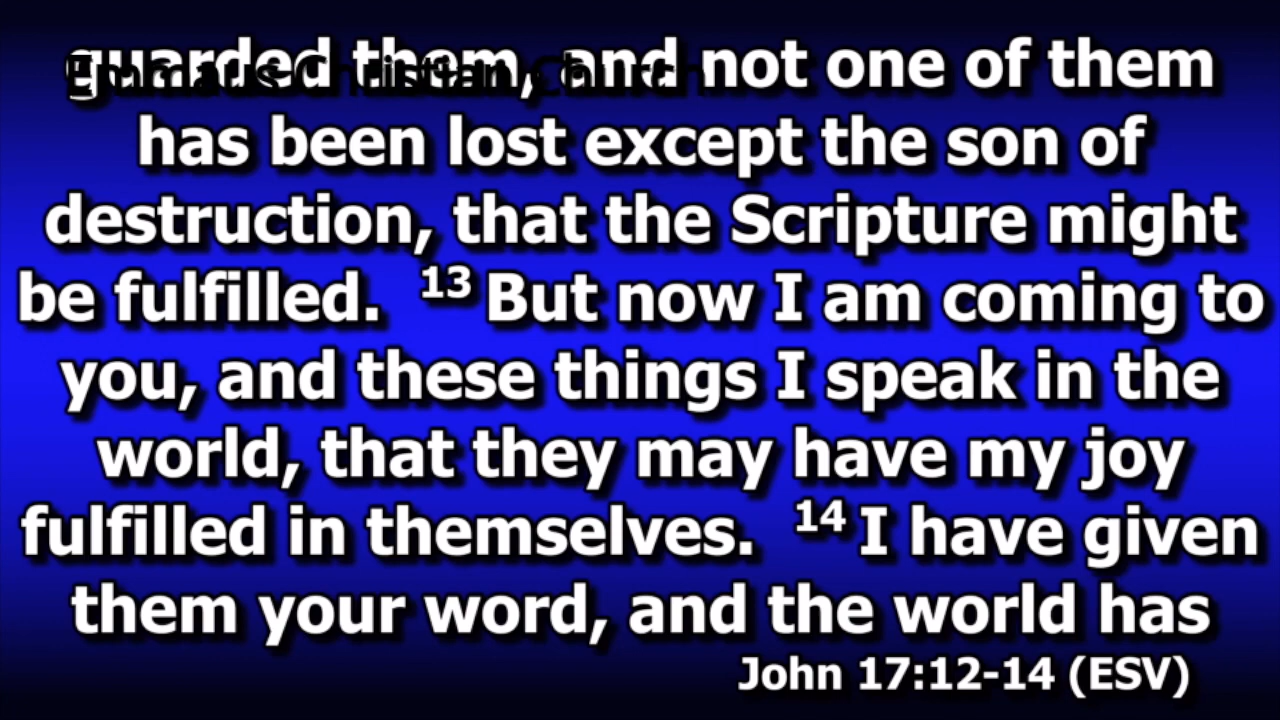 guarded them, and not one of them
Emmaus Christian Church
has been lost except the son of
destruction, that the Scripture might
be fulfilled. 13 But now I am coming to
you, and these things I speak in the
world, that they may have my joy
fulfilled in themselves. 14 I have given
them your word, and the world has
John 17:12-14 (ESV)